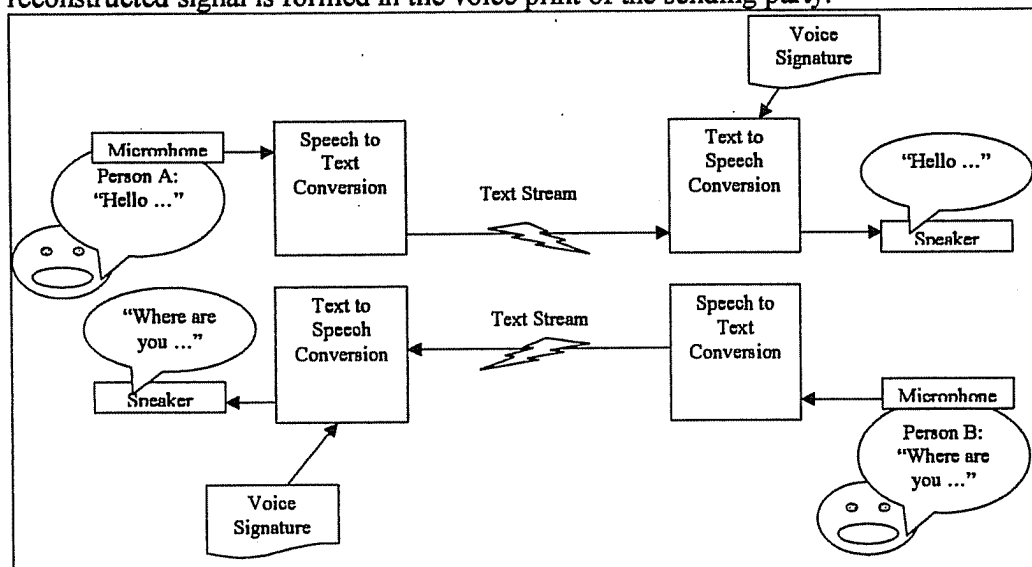 reconstructed signal is formed in the voice print of the sending party.
Voice
Signature
Microphone
Speech to
Text
Conversion
Text to
Speech
Conversion
Person A:
"Hello ..."
"Hello ..."
Text Stream
Speaker
"Where are
you ..."
Text to
Speech
Conversion
Text Stream
Speech to
Text
Conversion
Speaker
Microphone
Person B:
"Where are
you ..."
Voice
Signature